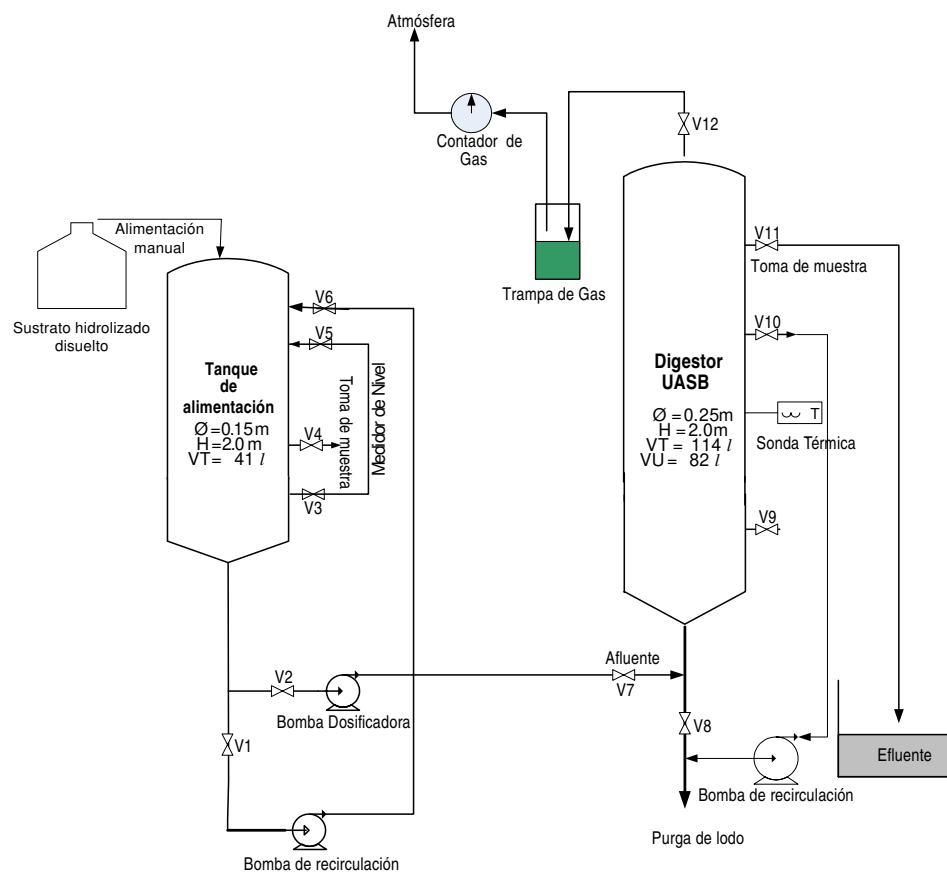 Atmósfera
V12
Contador de
Gas
V11
Toma de muestra
Alimentación
manual
Trampa de Gas
Sustrato hidrolizado
disuelto
V6
V5
V10
Tanque
de
alimentación
Ø =0.15m
H=2.0m
VT= 41 l
Toma de muestra
Medidor de Nivel
V4
V3
Digestor
UASB
Ø =0.25m
H=2.0m
VT= 114 l
VU= 82 l
T
Sonda Térmica
V9
Afluente
V2
V7
Bomba Dosificadora
V8
V1
Efluente
Bomba de recirculación
Purga de lodo
Bomba de recirculación